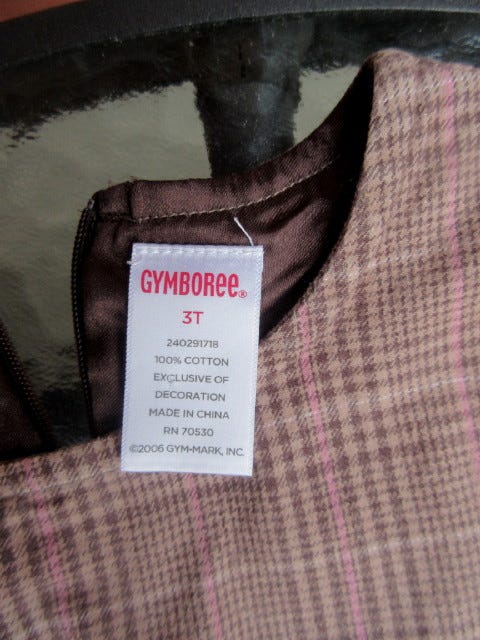 GYMBOREE®
3T
240291718
100% COTTON
EXCLUSIVE OF
DECORATION
MADE IN CHINA
RN 70530
©2006 GYM-MARK, INC.